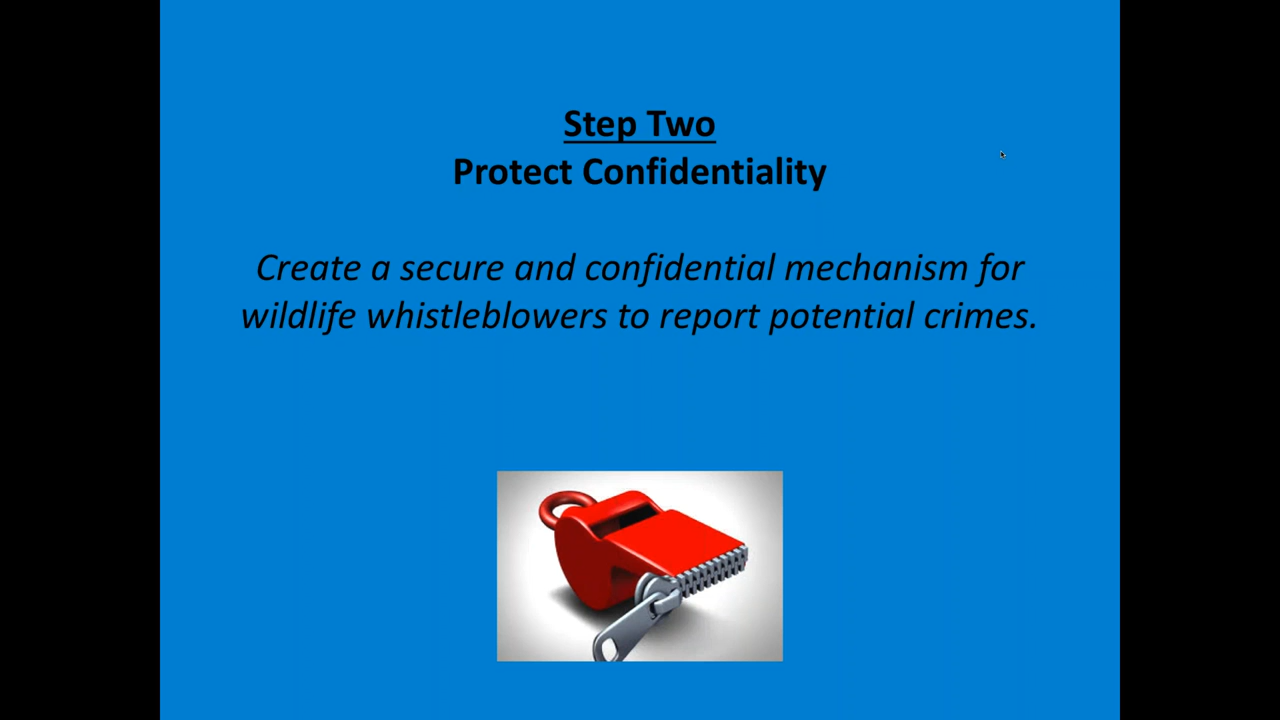 Step Two
Protect Confidentiality
Create a secure and confidential mechanism for
wildlife whistleblowers to report potential crimes.